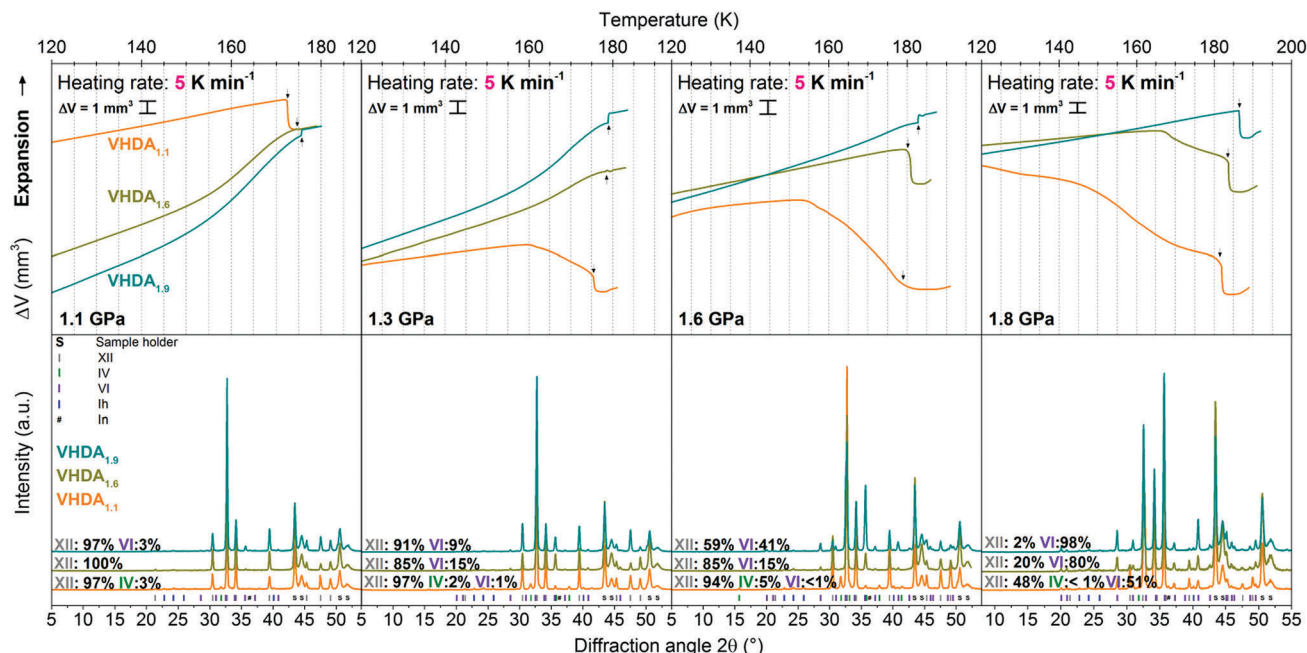 Temperature (K)
120 140 160 180 120 140 160 180 120 140 160 180 120 140 160 180 200
Heating rate: 5 K min⁻¹
ΔV = 1 mm³
VHDA₁.₁
VHDA₁.₆
VHDA₁.₉
1.1 GPa
Heating rate: 5 K min⁻¹
ΔV = 1 mm³
1.3 GPa
Heating rate: 5 K min⁻¹
ΔV = 1 mm³
1.6 GPa
Heating rate: 5 K min⁻¹
ΔV = 1 mm³
1.8 GPa
ΔV (mm³) Expansion →
S Sample holder
XII
IV
VI
Ih
# In
VHDA₁.₉
VHDA₁.₆
VHDA₁.₁
XII: 97% VI:3%
XII: 100%
XII: 97% IV:3%
S S S S
XII: 91% VI:9%
XII: 85% VI:15%
XII: 97% IV:2% VI:1%
# S S S S
XII: 59% VI:41%
XII: 85% VI:15%
XII: 94% IV:5% VI:<1%
# S S S S
XII: 2% VI:98%
XII: 20% VI:80%
XII: 48% IV:< 1% VI:51%
# S S S S
Intensity (a.u.)
5 10 15 20 25 30 35 40 45 50 5 10 15 20 25 30 35 40 45 50 5 10 15 20 25 30 35 40 45 50 5 10 15 20 25 30 35 40 45 50 55
Diffraction angle 2θ (°)